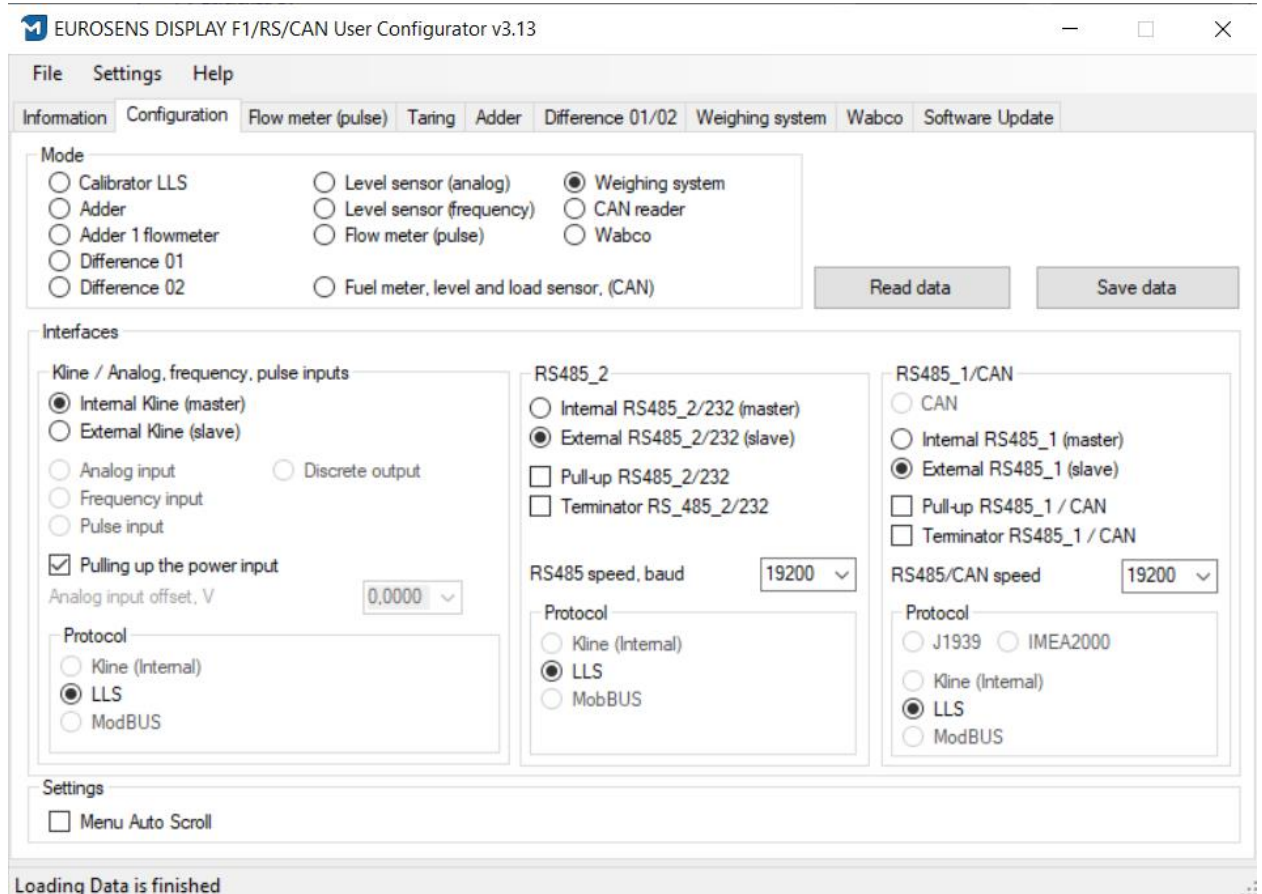 EUROSENS DISPLAY F1/RS/CAN User Configurator v3.13
File Settings Help
Information Configuration Flow meter (pulse) Taring Adder Difference 01/02 Weighing system Wabco Software Update
Mode
Calibrator LLS Level sensor (analog) Weighing system
Adder Level sensor (frequency) CAN reader
Adder 1 flowmeter Flow meter (pulse) Wabco
Difference 01
Difference 02 Fuel meter, level and load sensor, (CAN)
Read data Save data
Interfaces
Kline / Analog, frequency, pulse inputs
Internal Kline (master)
External Kline (slave)
Analog input Discrete output
Frequency input
Pulse input
Pulling up the power input
Analog input offset, V 0,0000
Protocol
Kline (Internal)
LLS
ModBUS
RS485_2
Internal RS485_2/232 (master)
External RS485_2/232 (slave)
Pull-up RS485_2/232
Terminator RS_485_2/232
RS485 speed, baud 19200
Protocol
Kline (Internal)
LLS
MobBUS
RS485_1/CAN
CAN
Internal RS485_1 (master)
External RS485_1 (slave)
Pull-up RS485_1 / CAN
Terminator RS485_1 / CAN
RS485/CAN speed 19200
Protocol
J1939 IMEA2000
Kline (Internal)
LLS
ModBUS
Settings
Menu Auto Scroll
Loading Data is finished